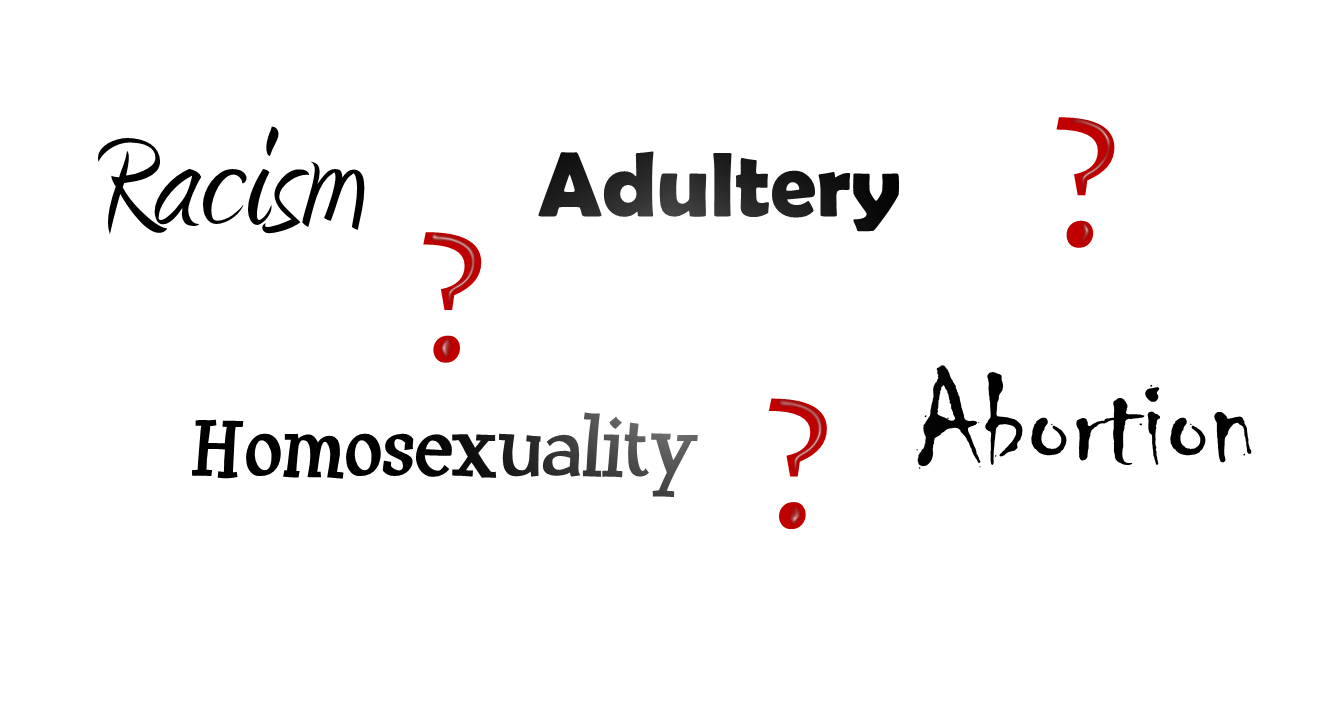 Racism
Adultery
?
?
Homosexuality
?
Abortion